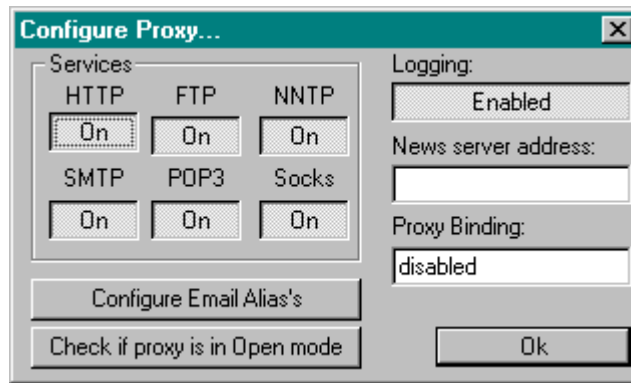 Configure Proxy...
Services
HTTP FTP NNTP
On On On
SMTP POP3 Socks
On On On
Configure Email Alias's
Check if proxy is in Open mode
Logging:
Enabled
News server address:
Proxy Binding:
disabled
Ok